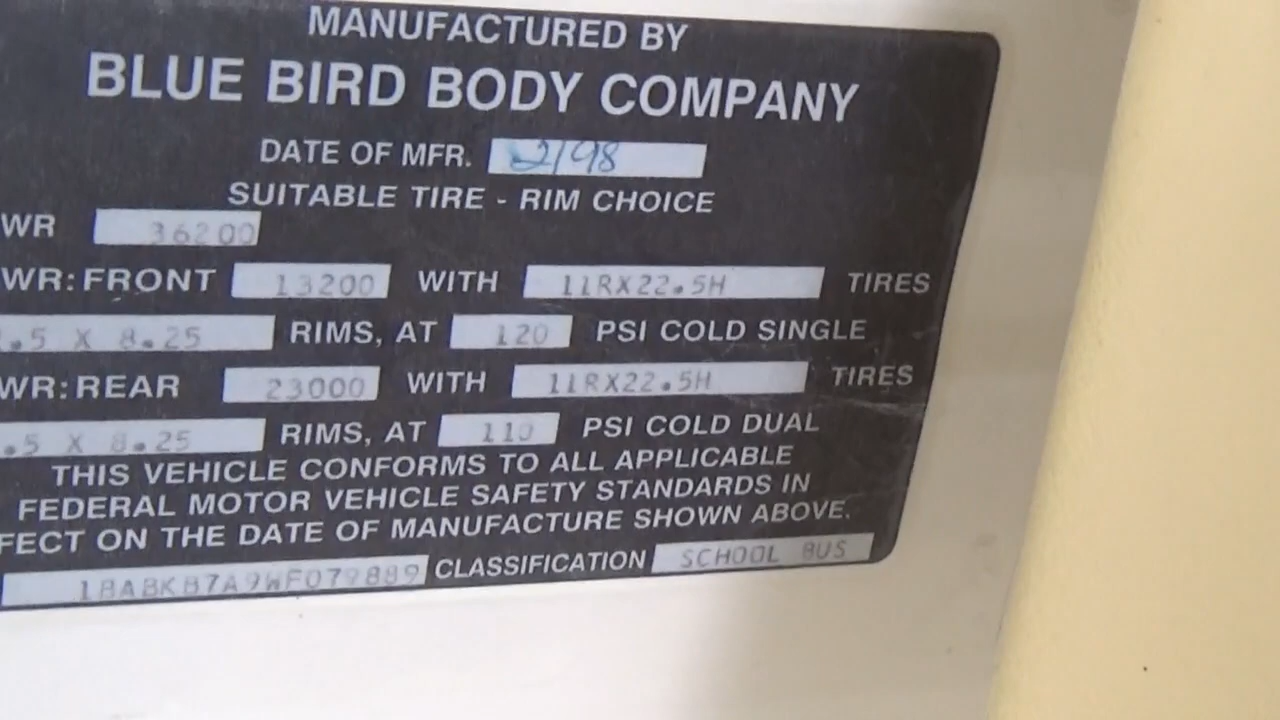 MANUFACTURED BY
BLUE BIRD BODY COMPANY
DATE OF MFR. 2/98
SUITABLE TIRE - RIM CHOICE
WR 36200
WR: FRONT 13200 WITH 11RX22.5H TIRES
.5 X 8.25 RIMS, AT 120 PSI COLD SINGLE
WR: REAR 23000 WITH 11RX22.5H TIRES
.5 X 8.25 RIMS, AT 110 PSI COLD DUAL
THIS VEHICLE CONFORMS TO ALL APPLICABLE
FEDERAL MOTOR VEHICLE SAFETY STANDARDS IN
FECT ON THE DATE OF MANUFACTURE SHOWN ABOVE.
1BABKB7A9WF079889 CLASSIFICATION SCHOOL BUS